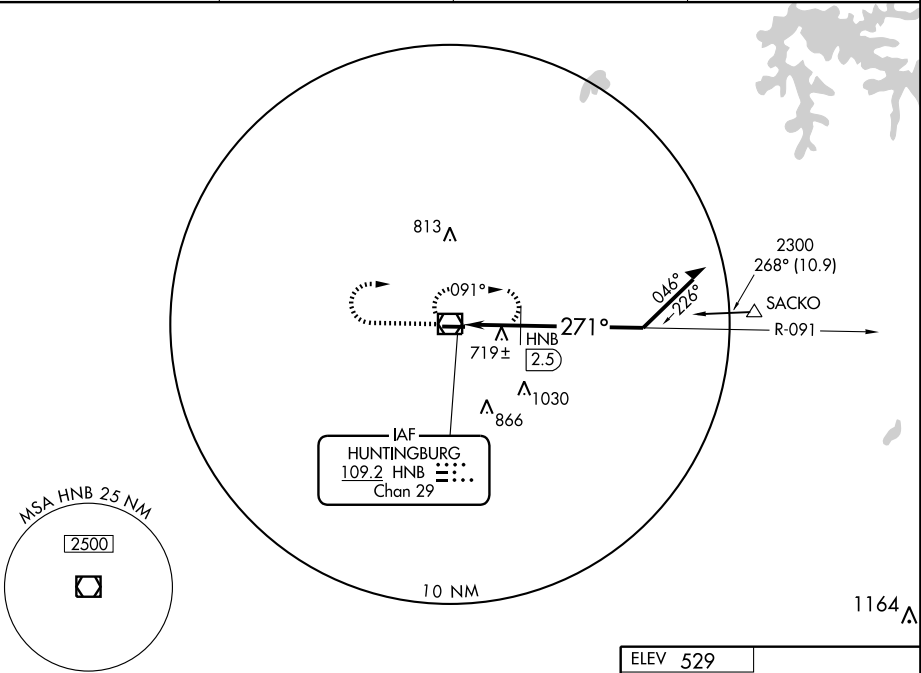 813
2300
268° (10.9)
SACKO
R-091
091°
046°
226°
271°
HNB
2.5
719±
1030
866
IAF
HUNTINGBURG
109.2 HNB
Chan 29
MSA HNB 25 NM
2500
10 NM
1164
ELEV 529